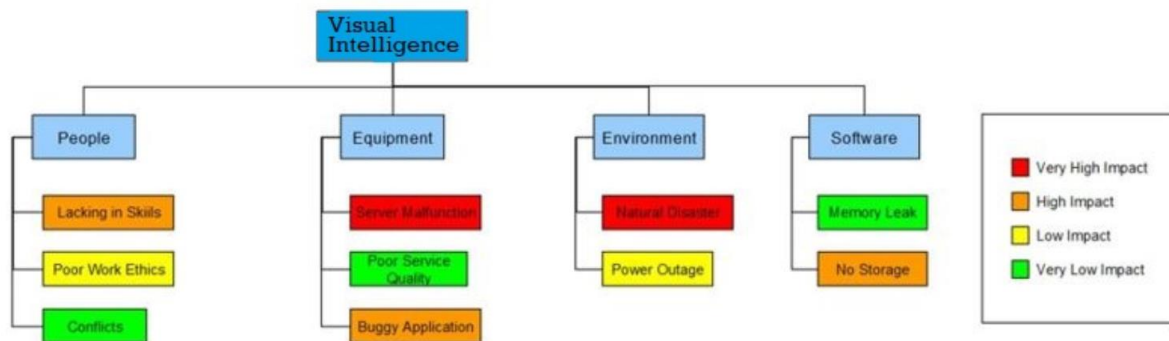 Visual
Intelligence
People
Equipment
Environment
Software
Lacking in Skiils
Server Malfunction
Natural Disaster
Memory Leak
Poor Work Ethics
Poor Service
Quality
Power Outage
No Storage
Conflicts
Buggy Application
Very High Impact
High Impact
Low Impact
Very Low Impact